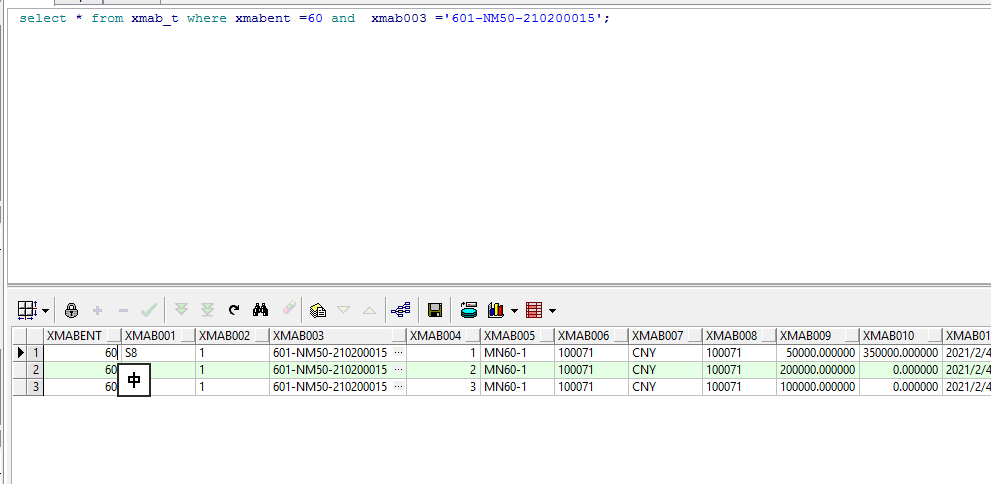 select * from xmab_t where xmabent =60 and  xmab003 ='601-NM50-210200015';
XMABENT XMAB001 XMAB002 XMAB003 XMAB004 XMAB005 XMAB006 XMAB007 XMAB008 XMAB009 XMAB010 XMAB01
1 60 S8 1 601-NM50-210200015 ... 1 MN60-1 100071 CNY 100071 50000.000000 350000.000000 2021/2/4
2 60 1 601-NM50-210200015 ... 2 MN60-1 100071 CNY 100071 200000.000000 0.000000 2021/2/4
3 60 1 601-NM50-210200015 ... 3 MN60-1 100071 CNY 100071 100000.000000 0.000000 2021/2/4
中